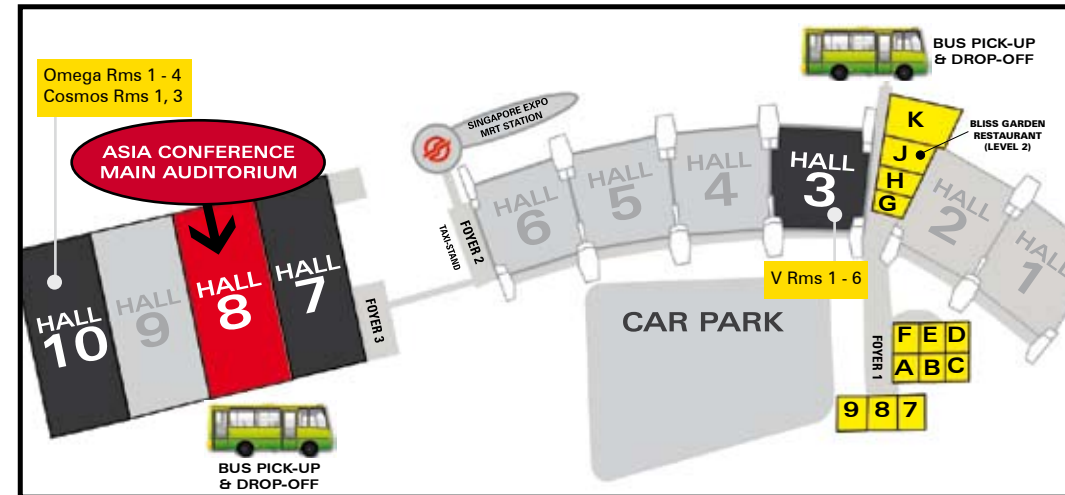 BUS PICK-UP
& DROP-OFF
Omega Rms 1 - 4
Cosmos Rms 1, 3
ASIA CONFERENCE
MAIN AUDITORIUM
SINGAPORE EXPO
MRT STATION
K
J
H
G
BLISS GARDEN
RESTAURANT
(LEVEL 2)
HALL
10
HALL
9
HALL
8
HALL
7
FOYER 3
TAXI-STAND
FOYER 2
HALL
6
HALL
5
HALL
4
HALL
3
HALL
2
HALL
1
V Rms 1 - 6
CAR PARK
FOYER 1
F E D
A B C
9 8 7
BUS PICK-UP
& DROP-OFF